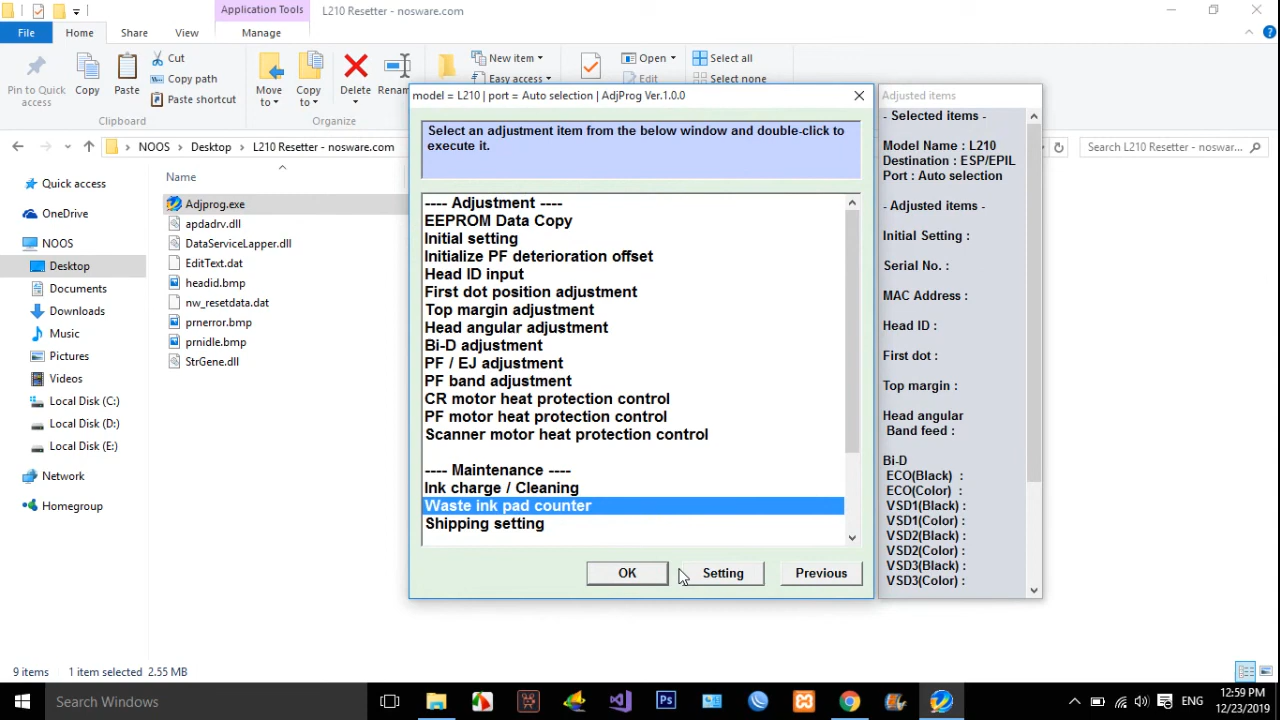 Application Tools
L210 Resetter - nosware.com
File
Home
Share
View
Manage
Pin to Quick access
Copy
Paste
Cut
Copy path
Paste shortcut
Clipboard
Move to
Copy to
Delete
Renam
Organize
New item
Easy access
Open
Edit
Select all
Select none
NOOS
Desktop
L210 Resetter - nosware.com
Search L210 Resetter - noswar...
Quick access
OneDrive
NOOS
Desktop
Documents
Downloads
Music
Pictures
Videos
Local Disk (C:)
Local Disk (D:)
Local Disk (E:)
Network
Homegroup
Name
Adjprog.exe
apdadrv.dll
DataServiceLapper.dll
EditText.dat
headid.bmp
nw_resetdata.dat
prnerror.bmp
prnidle.bmp
StrGene.dll
model = L210 | port = Auto selection | AdjProg Ver.1.0.0
Select an adjustment item from the below window and double-click to
execute it.
---- Adjustment ----
EEPROM Data Copy
Initial setting
Initialize PF deterioration offset
Head ID input
First dot position adjustment
Top margin adjustment
Head angular adjustment
Bi-D adjustment
PF / EJ adjustment
PF band adjustment
CR motor heat protection control
PF motor heat protection control
Scanner motor heat protection control
---- Maintenance ----
Ink charge / Cleaning
Waste ink pad counter
Shipping setting
OK
Setting
Previous
Adjusted items
- Selected items -
Model Name : L210
Destination : ESP/EPIL
Port : Auto selection
- Adjusted items -
Initial Setting :
Serial No. :
MAC Address :
Head ID :
First dot :
Top margin :
Head angular
Band feed :
Bi-D
ECO(Black) :
ECO(Color) :
VSD1(Black) :
VSD1(Color) :
VSD2(Black) :
VSD2(Color) :
VSD3(Black) :
VSD3(Color) :
9 items
1 item selected 2.55 MB
Search Windows
Ps
ENG
12:59 PM
12/23/2019